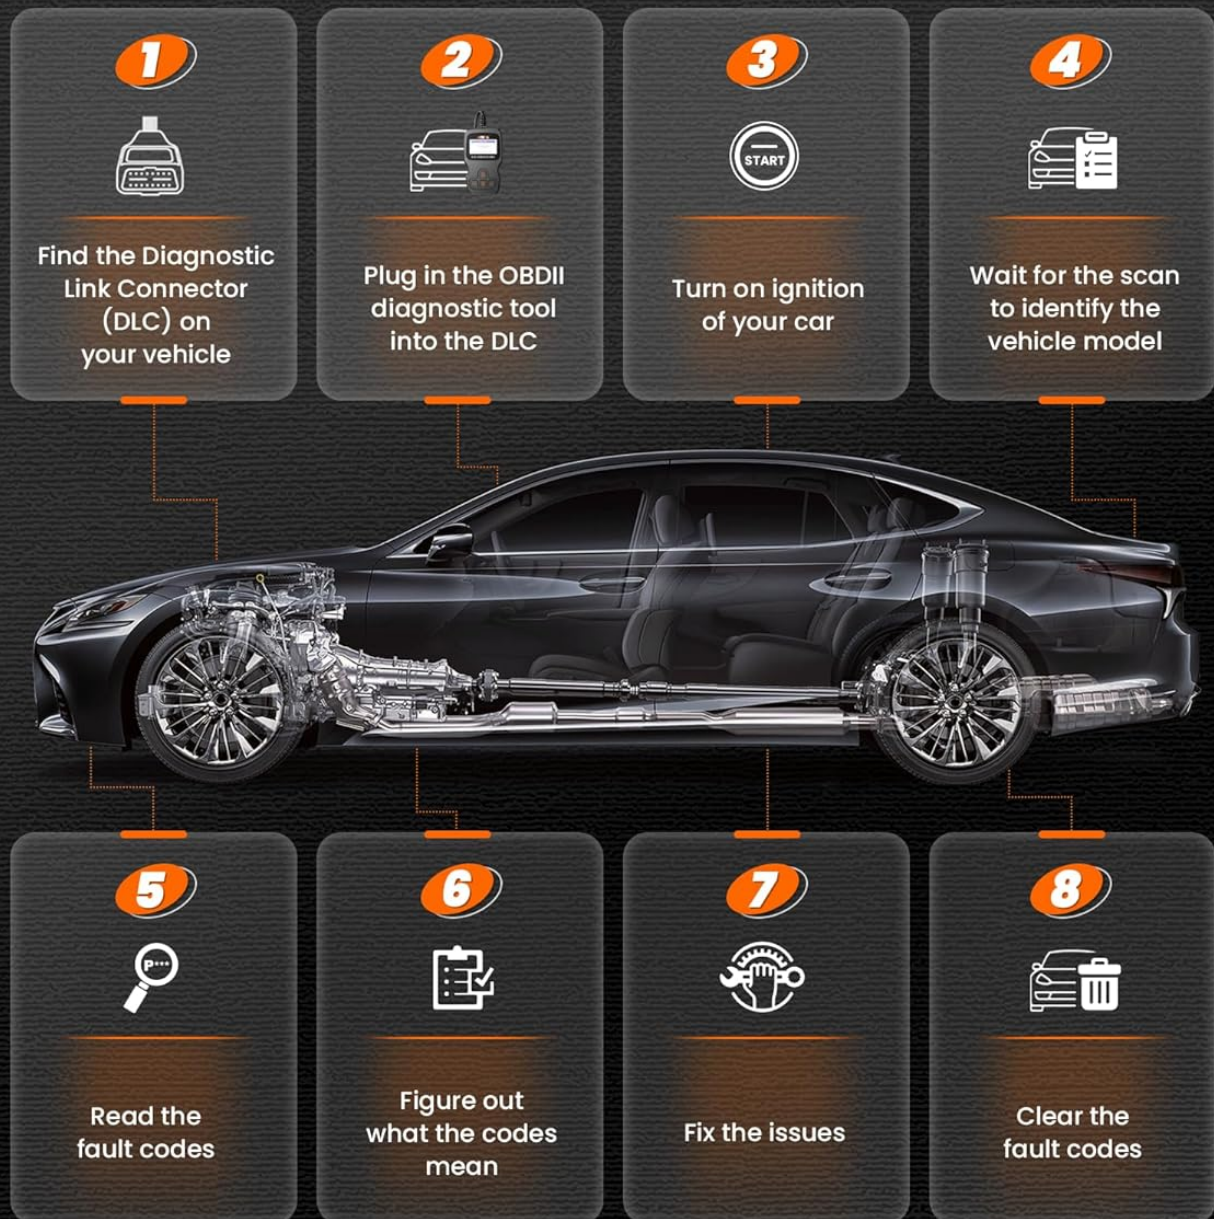 1
2
3
4
START
Find the Diagnostic
Link Connector
(DLC) on
your vehicle
Plug in the OBDII
diagnostic tool
into the DLC
Turn on ignition
of your car
Wait for the scan
to identify the
vehicle model
5
6
7
8
P***
Read the
fault codes
Figure out
what the codes
mean
Fix the issues
Clear the
fault codes